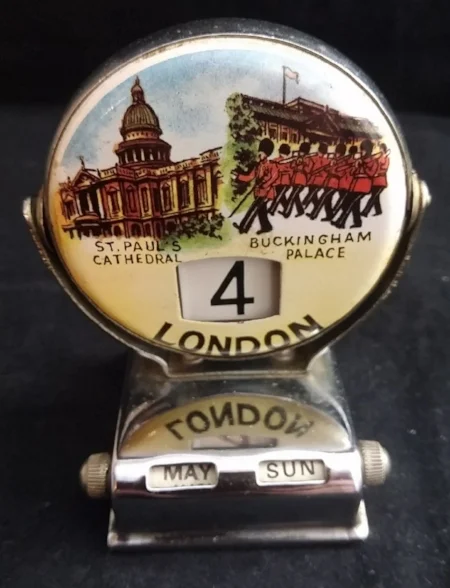 ST. PAUL'S
CATHEDRAL
BUCKINGHAM
PALACE
4
LONDON
LONDON
MAY
SUN